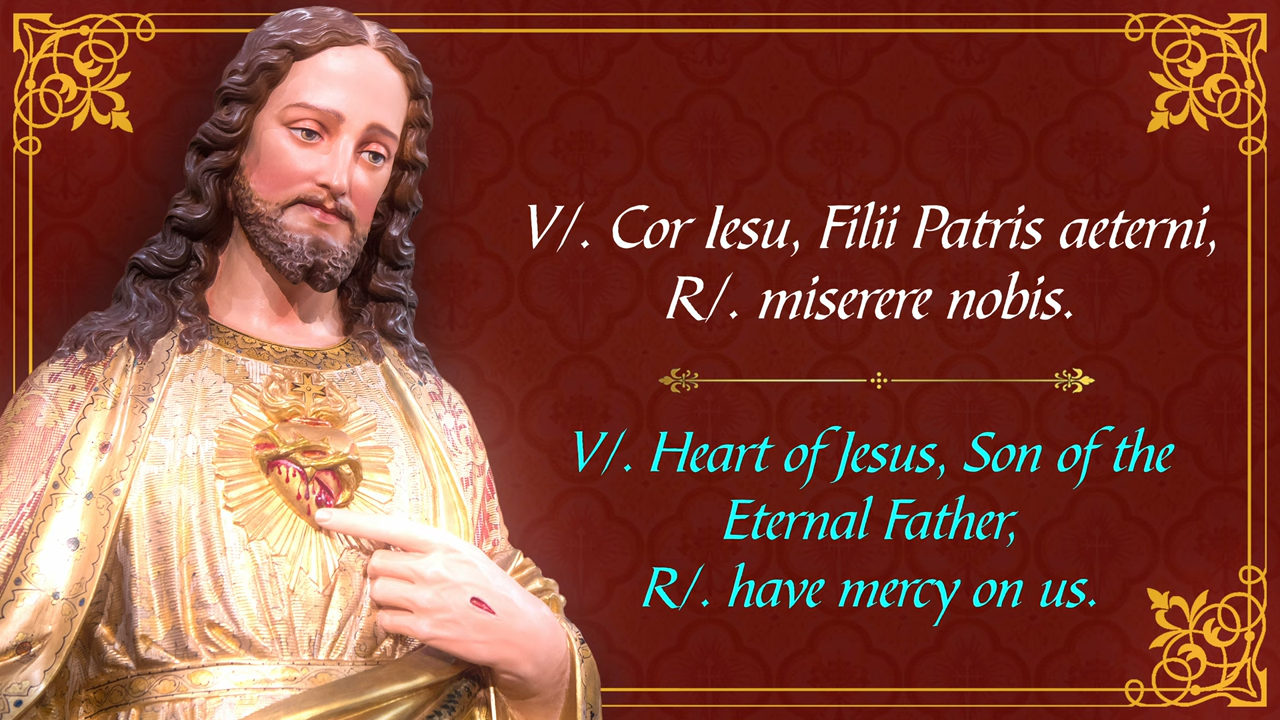 V/. Cor Iesu, Filii Patris aeterni,
R/. miserere nobis.
V/. Heart of Jesus, Son of the
Eternal Father,
R/. have mercy on us.